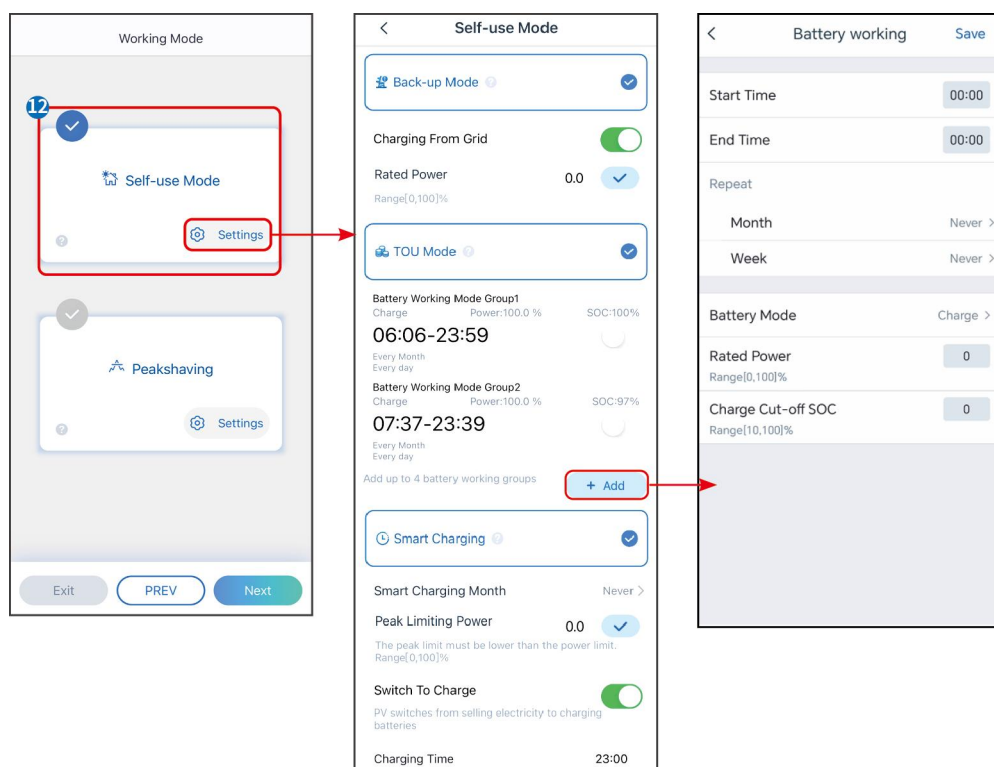 Working Mode
12
Self-use Mode
?
Settings
Peakshaving
?
Settings
Exit
PREV
Next
Self-use Mode
Back-up Mode ?
Charging From Grid
Rated Power 0.0
Range[0,100]%
TOU Mode ?
Battery Working Mode Group1
Charge Power:100.0 % SOC:100%
06:06-23:59
Every Month
Every day
Battery Working Mode Group2
Charge Power:100.0 % SOC:97%
07:37-23:39
Every Month
Every day
Add up to 4 battery working groups
+ Add
Smart Charging ?
Smart Charging Month Never >
Peak Limiting Power 0.0
The peak limit must be lower than the power limit.
Range[0,100]%
Switch To Charge
PV switches from selling electricity to charging
batteries
Charging Time 23:00
< Battery working Save
Start Time 00:00
End Time 00:00
Repeat
Month Never >
Week Never >
Battery Mode Charge >
Rated Power 0
Range[0,100]%
Charge Cut-off SOC 0
Range[10,100]%